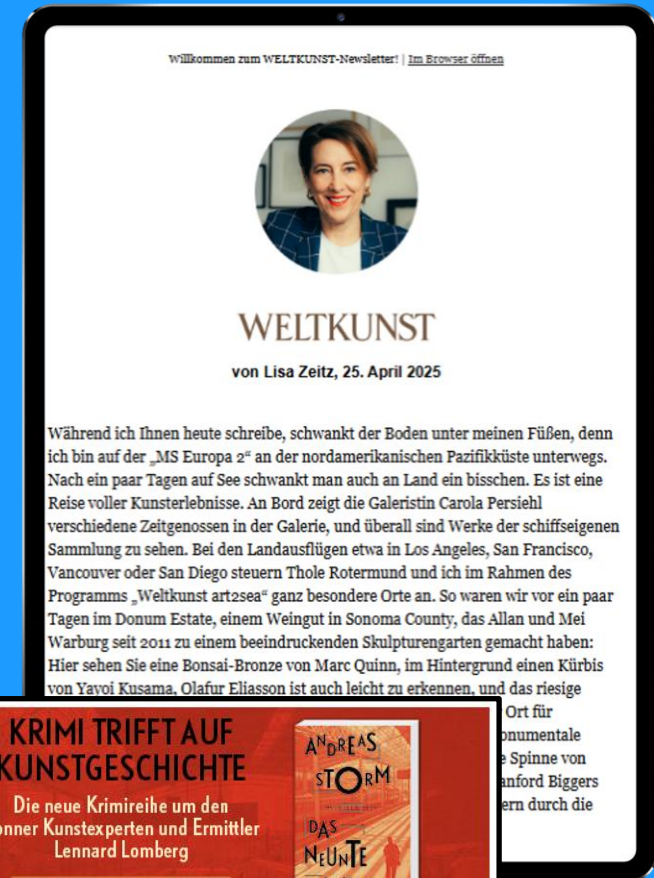 Willkommen zum WELTKUNST-Newsletter! | Im Browser öffnen
WELTKUNST
von Lisa Zeitz, 25. April 2025
Während ich Ihnen heute schreibe, schwankt der Boden unter meinen Füßen, denn
ich bin auf der „MS Europa 2“ an der nordamerikanischen Pazifikküste unterwegs.
Nach ein paar Tagen auf See schwankt man auch an Land ein bisschen. Es ist eine
Reise voller Kunsterlebnisse. An Bord zeigt die Galeristin Carola Persiehl
verschiedene Zeitgenossen in der Galerie, und überall sind Werke der schiffseigenen
Sammlung zu sehen. Bei den Landausflügen etwa in Los Angeles, San Francisco,
Vancouver oder San Diego steuern Thole Rotermund und ich im Rahmen des
Programms „Weltkunst art2sea“ ganz besondere Orte an. So waren wir vor ein paar
Tagen im Donum Estate, einem Weingut in Sonoma County, das Allan und Mei
Warburg seit 2011 zu einem beeindruckenden Skulpturengarten gemacht haben:
Hier sehen Sie eine Bonsai-Bronze von Marc Quinn, im Hintergrund einen Kürbis
von Yayoi Kusama, Olafur Eliasson ist auch leicht zu erkennen, und das riesige
Ort für
onumentale
Spinne von
anford Biggers
ern durch die
KRIMI TRIFFT AUF
KUNSTGESCHICHTE
Die neue Krimireihe um den
onner Kunstexperten und Ermittler
Lennard Lomberg
ANDREAS
STORM
DAS
NEUNTE